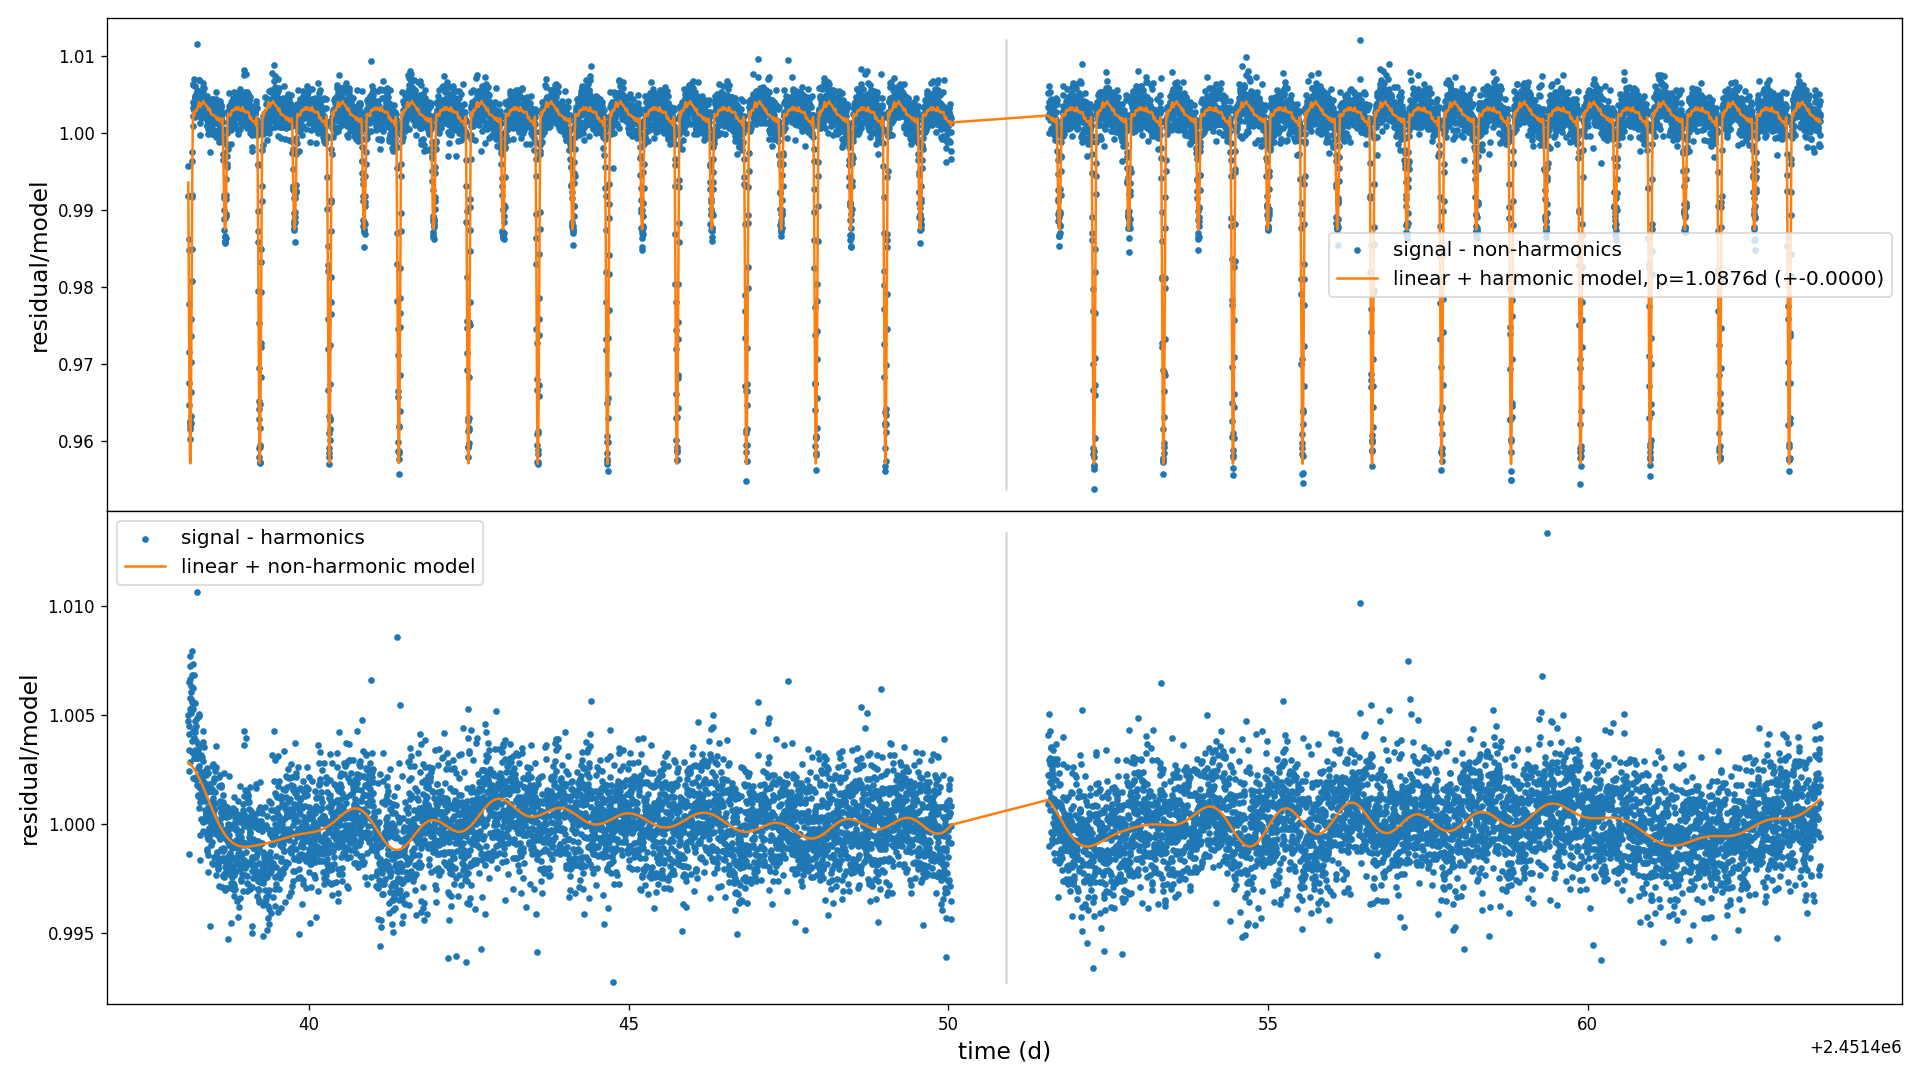 1.01
1.00
0.99
0.98
0.97
0.96
residual/model
signal - non-harmonics
linear + harmonic model, p=1.0876d (+-0.0000)
signal - harmonics
linear + non-harmonic model
1.010
1.005
1.000
0.995
residual/model
40
45
50
55
60
time (d)
+2.4514e6